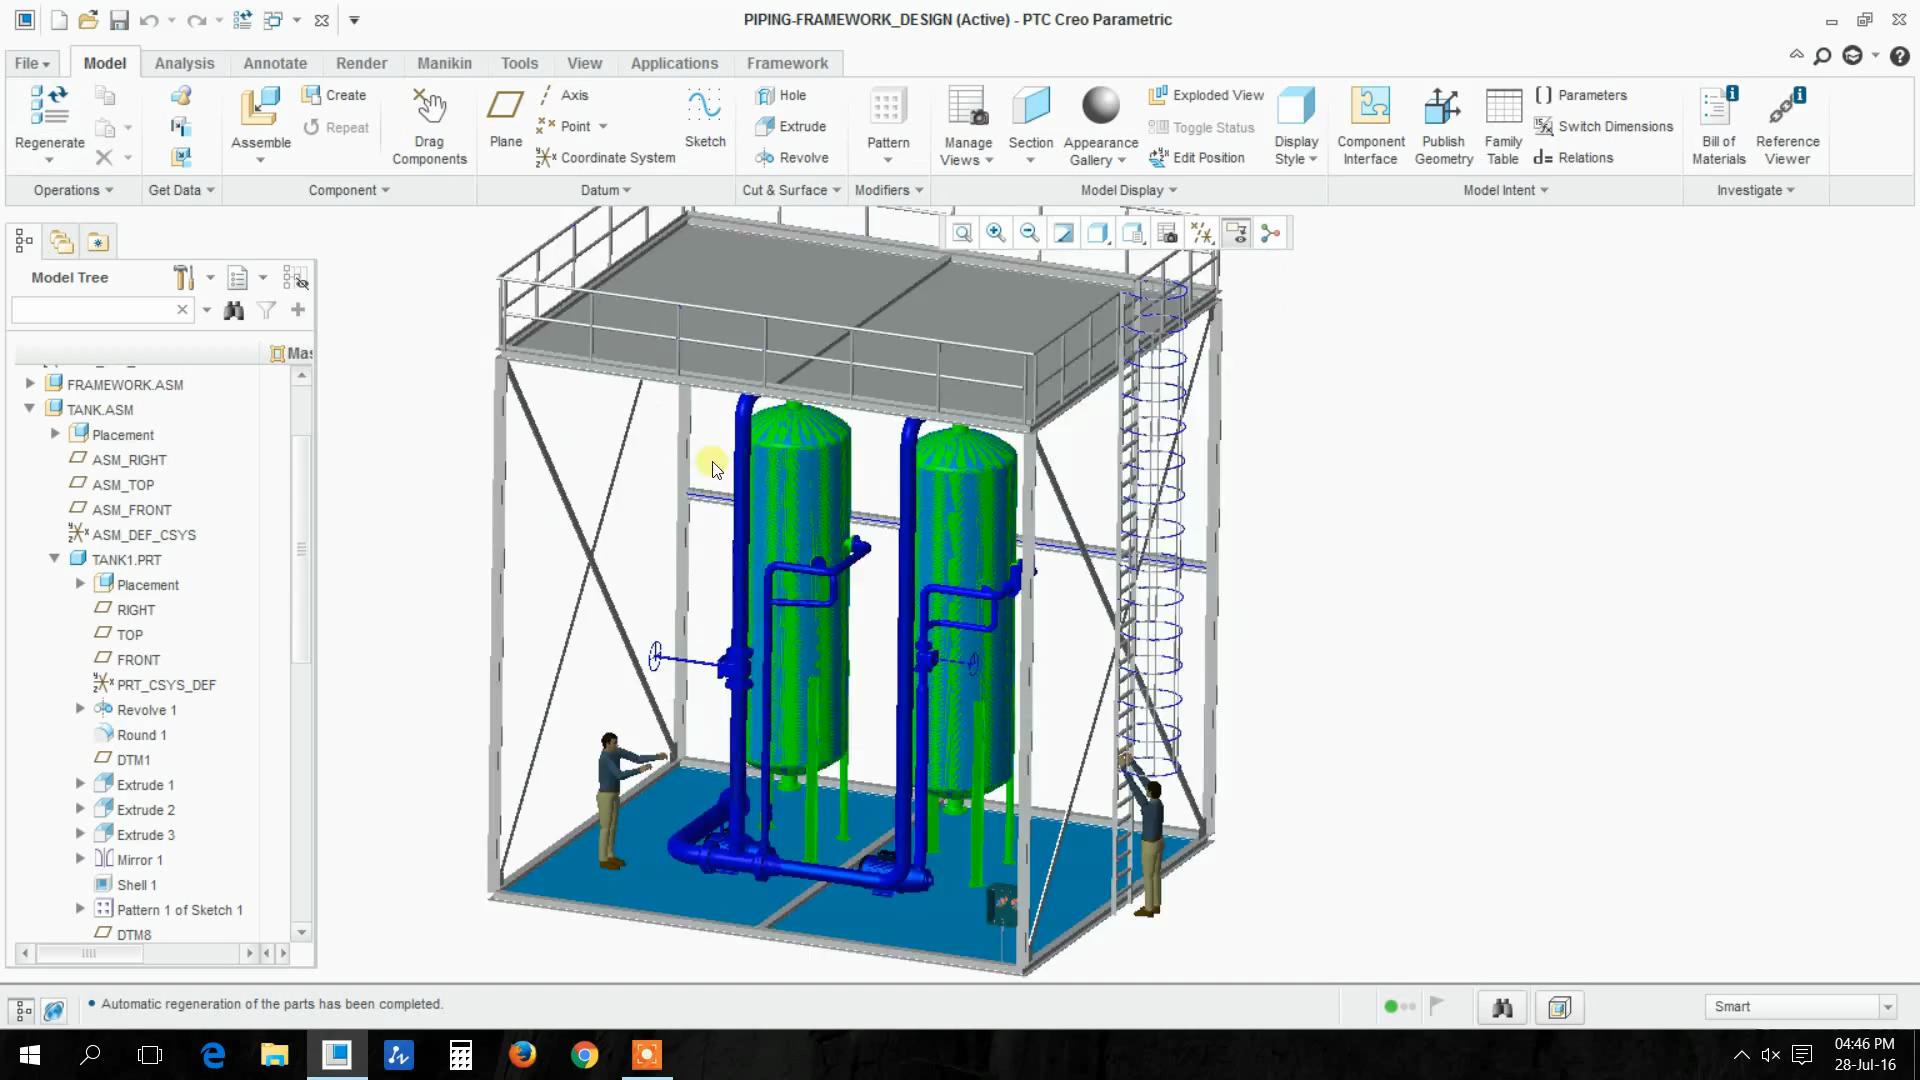 PIPING-FRAMEWORK_DESIGN (Active) - PTC Creo Parametric
File Model Analysis Annotate Render Manikin Tools View Applications Framework
Regenerate
Assemble
Create
Repeat
Drag
Components
Plane
Axis
Point
Coordinate System
Sketch
Hole
Extrude
Revolve
Pattern
Manage
Views
Section
Appearance
Gallery
Exploded View
Toggle Status
Edit Position
Display
Style
Component
Interface
Publish
Geometry
Family
Table
Parameters
Switch Dimensions
Relations
Bill of
Materials
Reference
Viewer
Operations Get Data Component Datum Cut & Surface Modifiers Model Display Model Intent Investigate
Model Tree
Mas
FRAMEWORK.ASM
TANK.ASM
Placement
ASM_RIGHT
ASM_TOP
ASM_FRONT
ASM_DEF_CSYS
TANK1.PRT
Placement
RIGHT
TOP
FRONT
PRT_CSYS_DEF
Revolve 1
Round 1
DTM1
Extrude 1
Extrude 2
Extrude 3
Mirror 1
Shell 1
Pattern 1 of Sketch 1
DTM8
Automatic regeneration of the parts has been completed.
Smart
04:46 PM
28-Jul-16